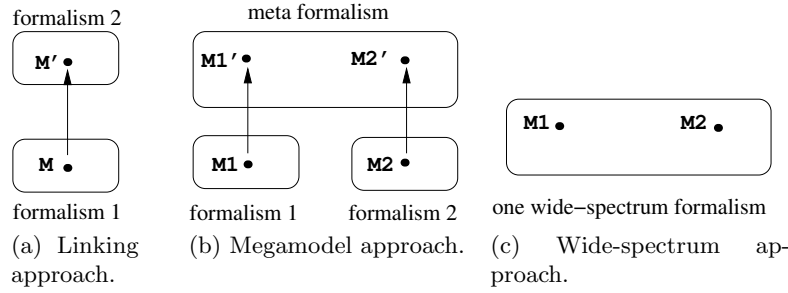 formalism 2
M'
M
formalism 1
(a) Linking
approach.
meta formalism
M1'
M2'
M1
M2
formalism 1
formalism 2
(b) Megamodel approach.
M1
M2
one wide−spectrum formalism
(c) Wide-spectrum ap-
proach.